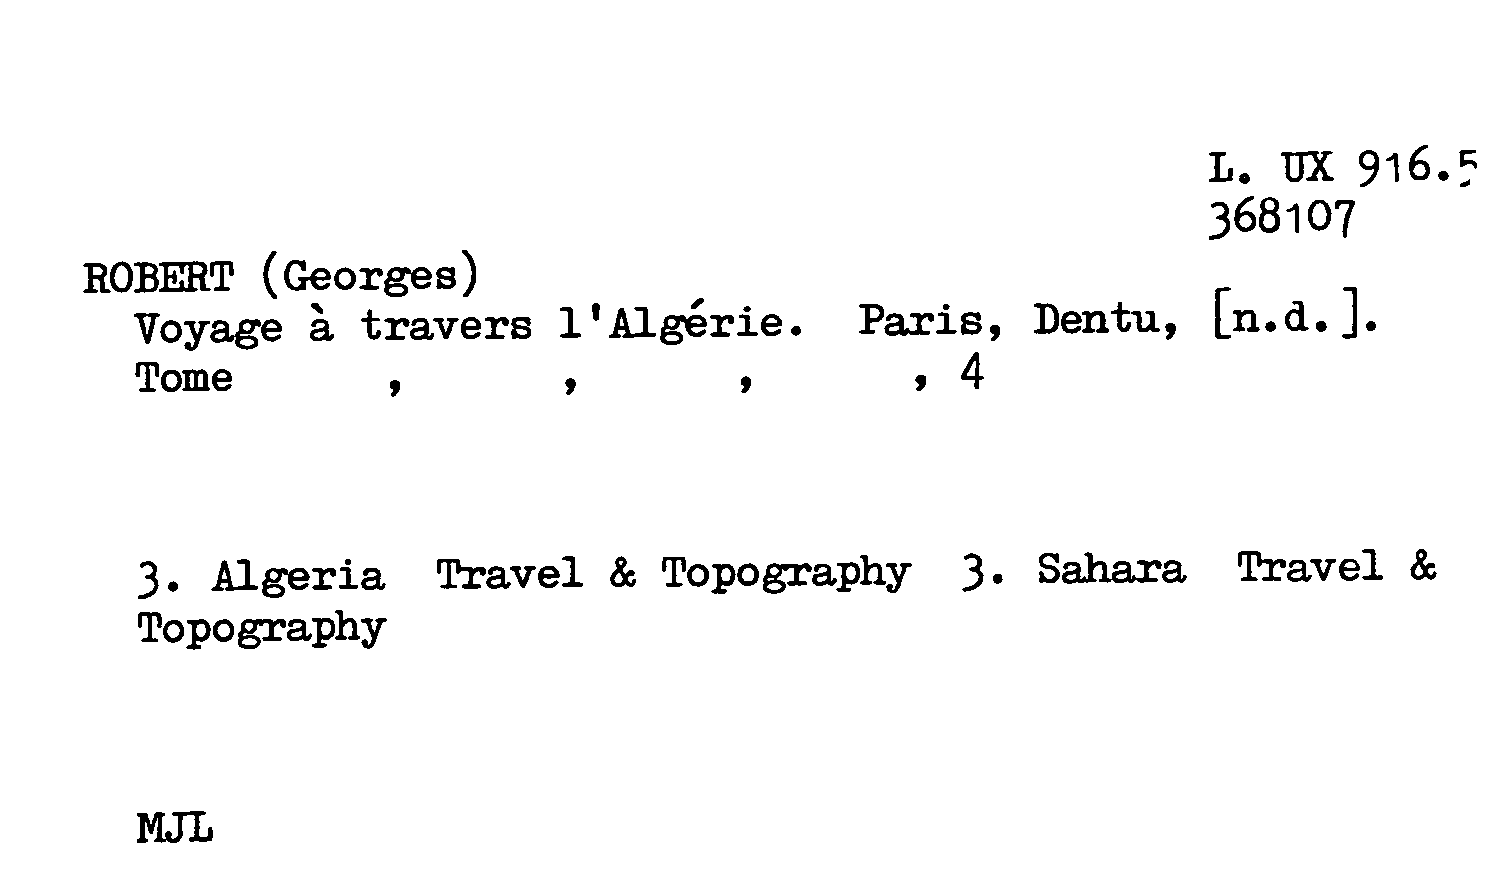 L. UX 916.5
368107
ROBERT (Georges)
Voyage à travers l'Algérie. Paris, Dentu, [n.d.].
Tome , , , , 4
3. Algeria Travel & Topography 3. Sahara Travel &
Topography
MJL